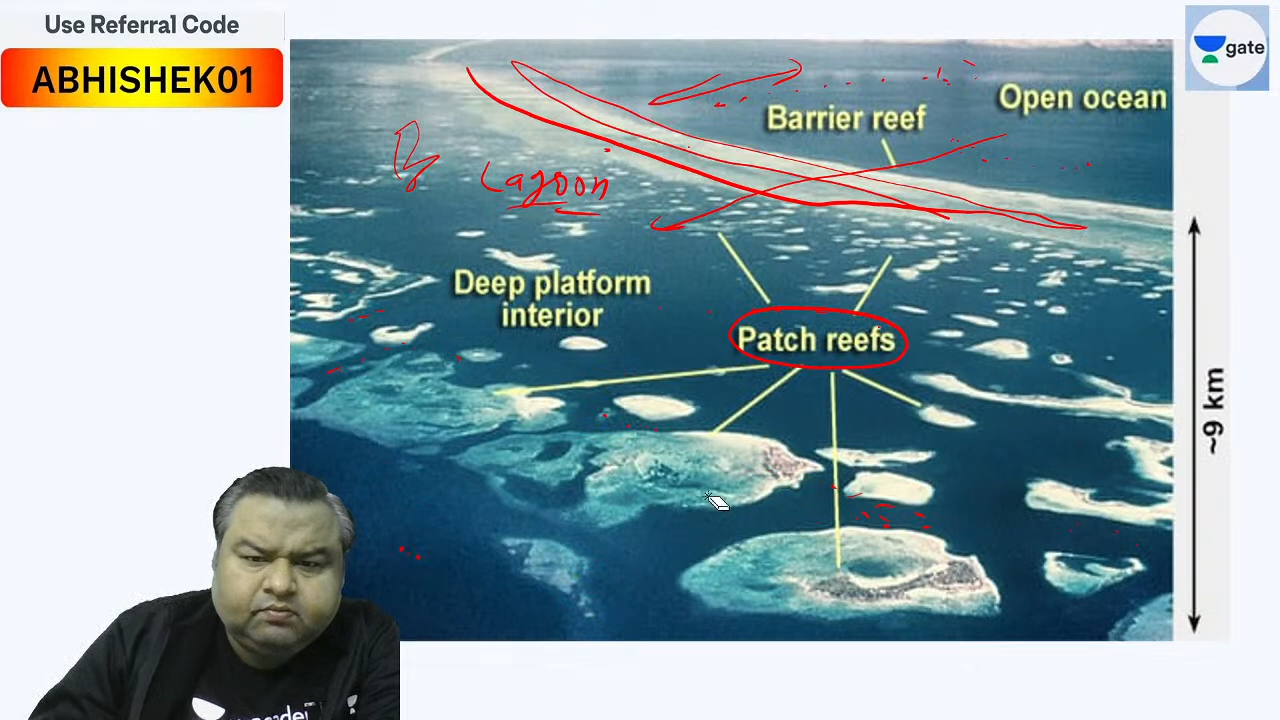 Use Referral Code
ABHISHEK01
gate
Open ocean
Barrier reef
Lagoon
Deep platform
interior
Patch reefs
~9 km